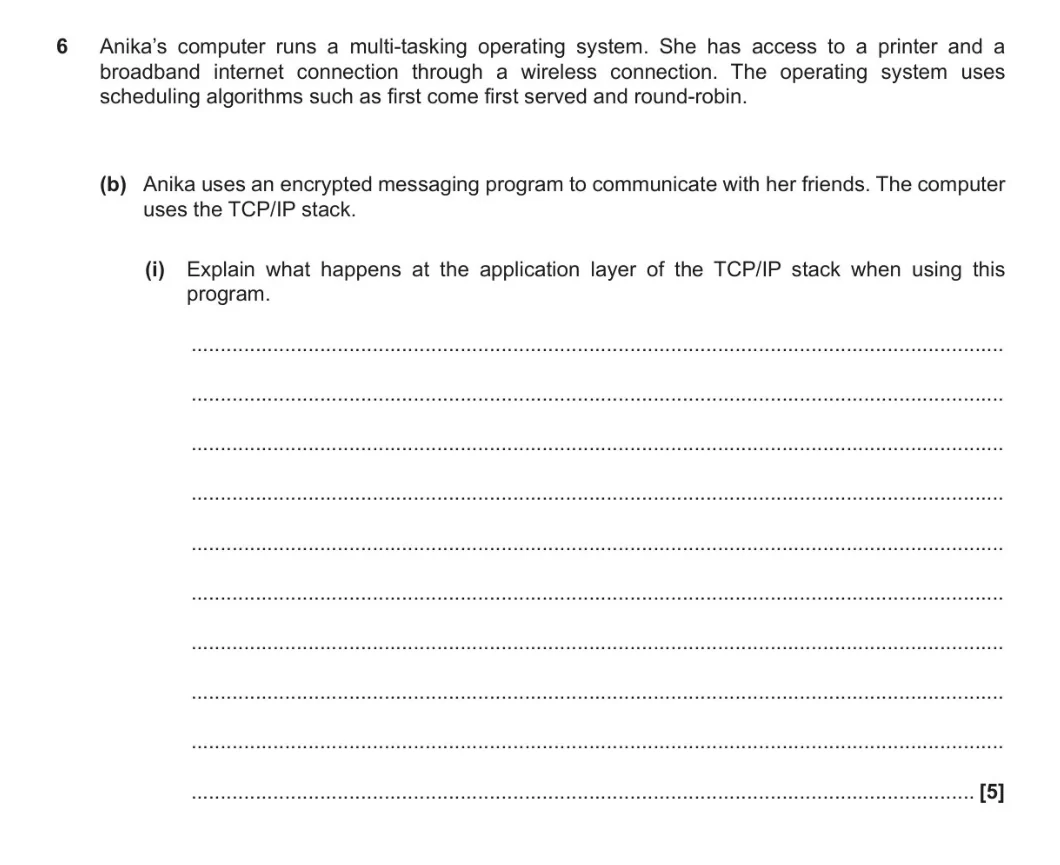 6 Anika's computer runs a multi-tasking operating system. She has access to a printer and a
broadband internet connection through a wireless connection. The operating system uses
scheduling algorithms such as first come first served and round-robin.
(b) Anika uses an encrypted messaging program to communicate with her friends. The computer
uses the TCP/IP stack.
(i) Explain what happens at the application layer of the TCP/IP stack when using this
program.
[5]